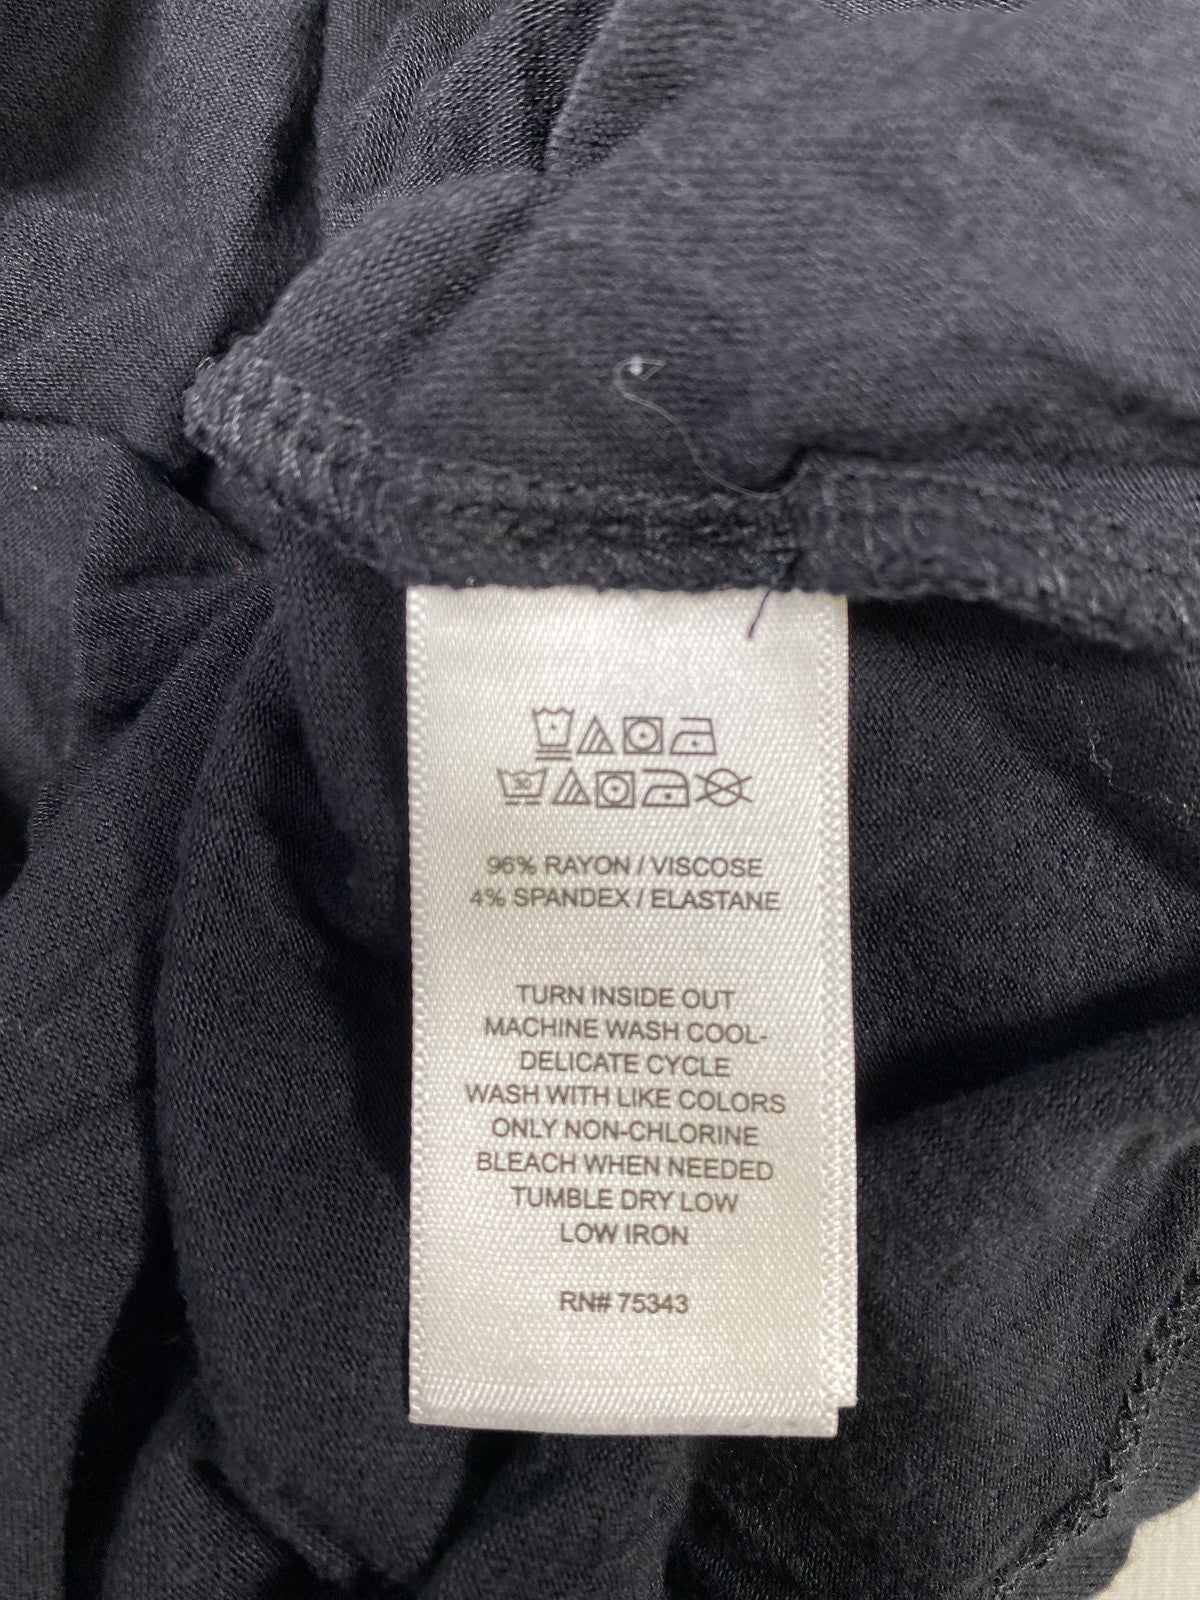 30
96% RAYON / VISCOSE
4% SPANDEX / ELASTANE
TURN INSIDE OUT
MACHINE WASH COOL-
DELICATE CYCLE
WASH WITH LIKE COLORS
ONLY NON-CHLORINE
BLEACH WHEN NEEDED
TUMBLE DRY LOW
LOW IRON
RN# 75343